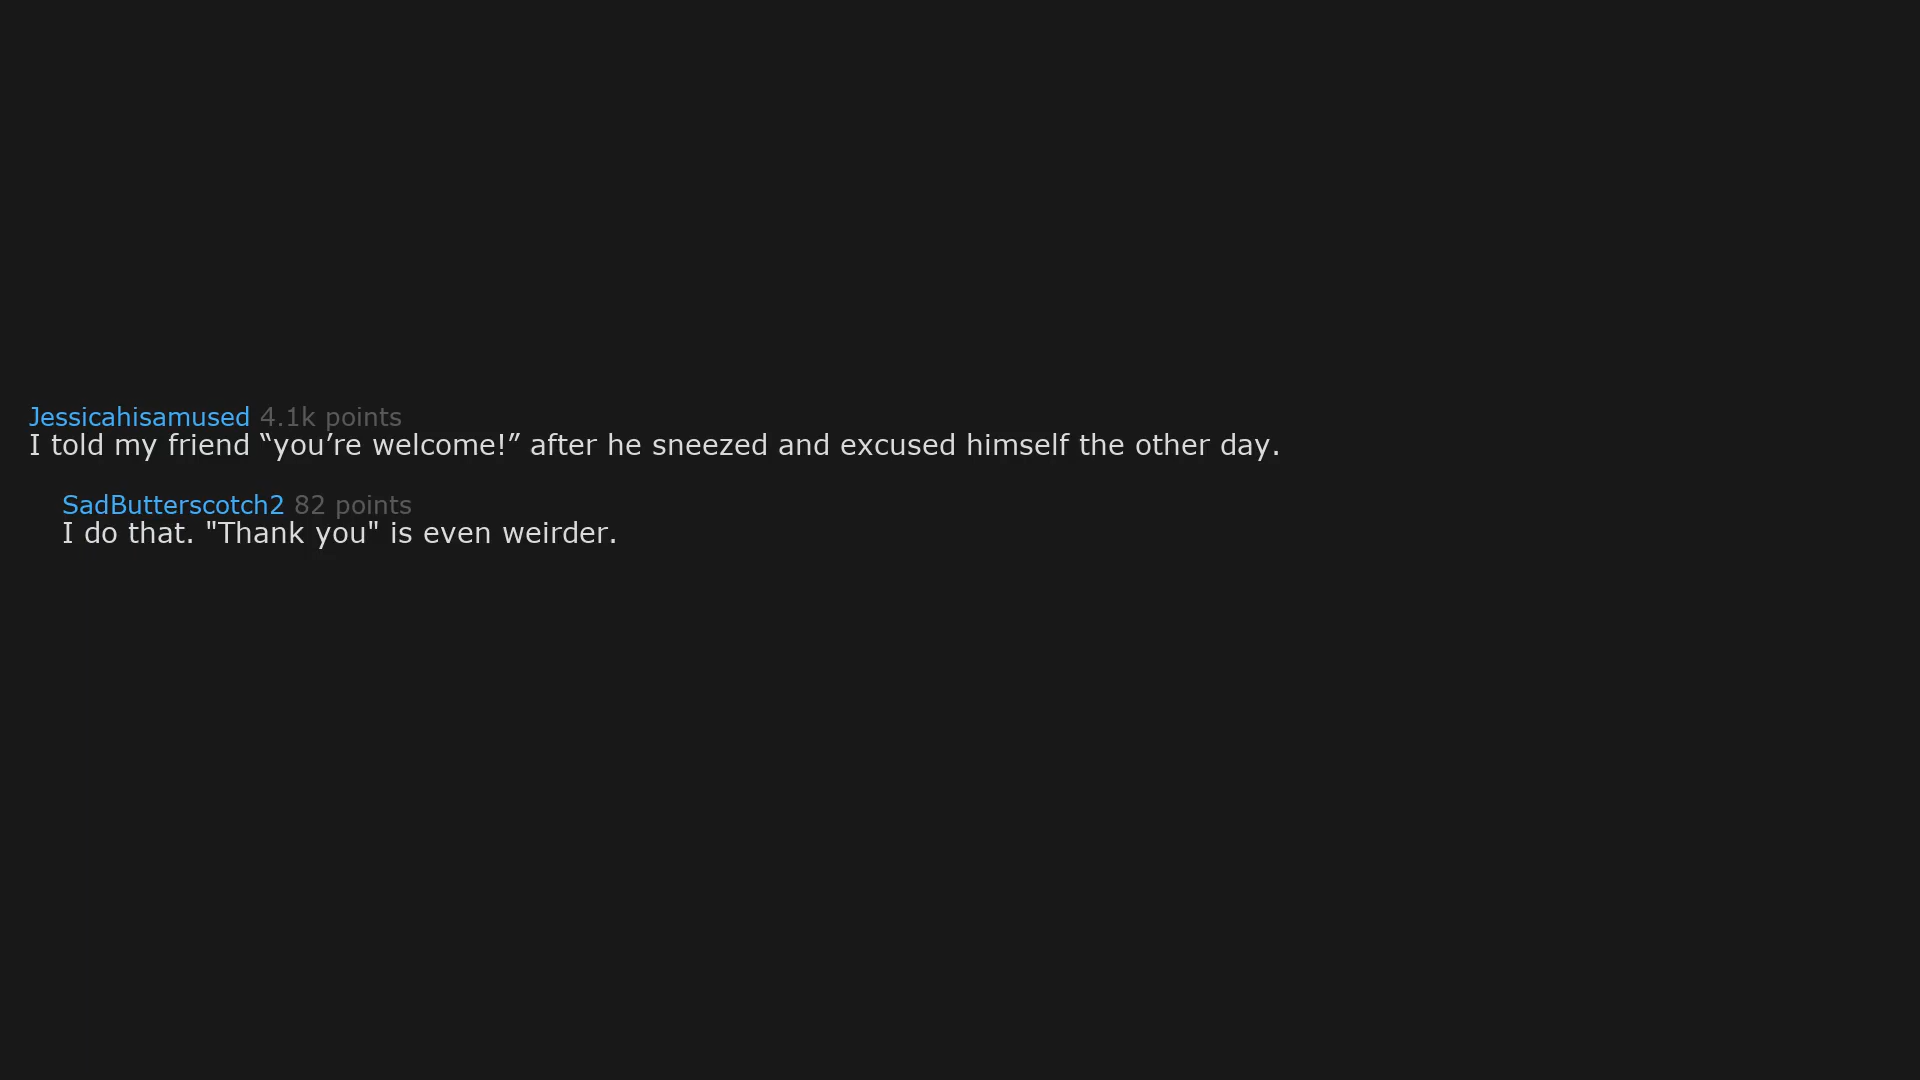 Jessicahisamused 4.1k points
I told my friend “you’re welcome!” after he sneezed and excused himself the other day.
SadButterscotch2 82 points
I do that. "Thank you" is even weirder.